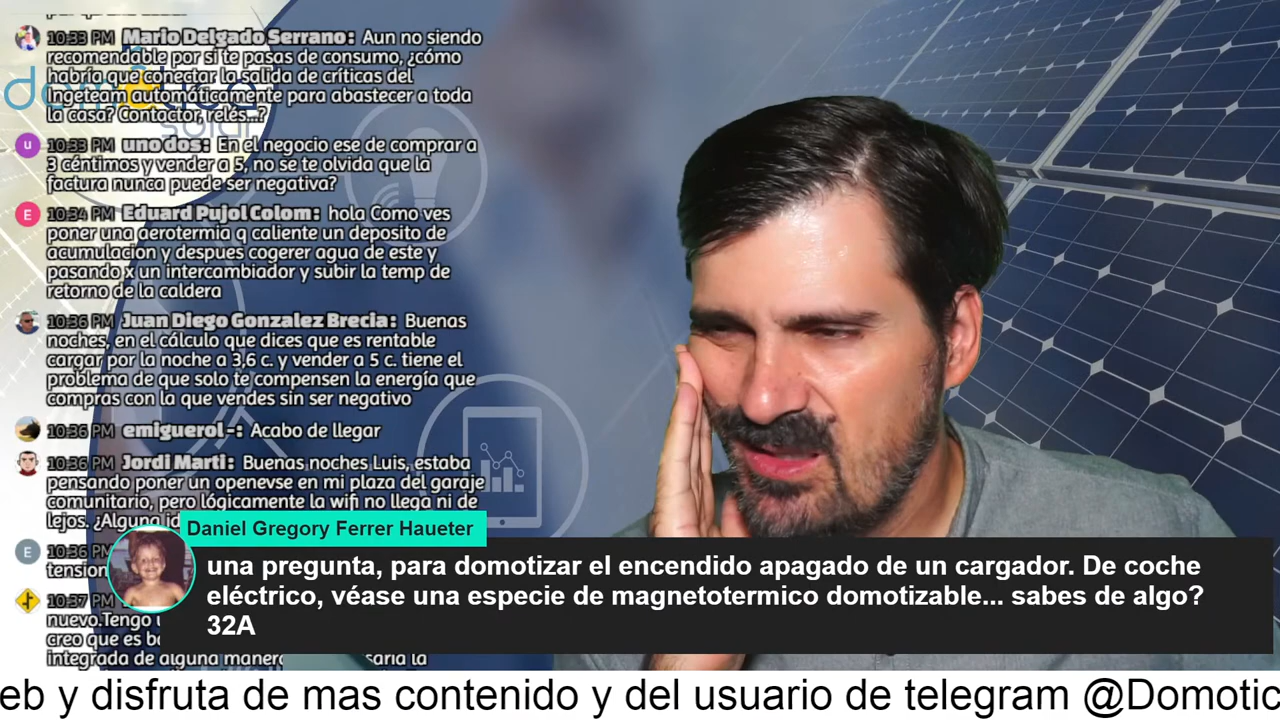 10:33 PM Mario Delgado Serrano: Aun no siendo
recomendable por si te pasas de consumo, ¿cómo
habría que conectar la salida de críticas del
Ingeteam automáticamente para abastecer a toda
la casa? Contactor, relés...?
U 10:33 PM uno dos: En el negocio ese de comprar a
3 céntimos y vender a 5, no se te olvida que la
factura nunca puede ser negativa?
E 10:34 PM Eduard Pujol Colom: hola Como ves
poner una aerotermia q caliente un deposito de
acumulacion y despues cogerer agua de este y
pasando x un intercambiador y subir la temp de
retorno de la caldera
10:36 PM Juan Diego Gonzalez Brecia: Buenas
noches, en el cálculo que dices que es rentable
cargar por la noche a 3,6 c. y vender a 5 c. tiene el
problema de que solo te compensen la energía que
compras con la que vendes sin ser negativo
10:36 PM emiguerol -: Acabo de llegar
10:36 PM Jordi Marti: Buenas noches Luis, estaba
pensando poner un openevse en mi plaza del garaje
comunitario, pero lógicamente la wifi no llega ni de
lejos. ¿Alguna
E 10:36 PM
tension
10:37 PM
nuevo.Tengo
creo que es
integrada de alguna saría la
Daniel Gregory Ferrer Haueter
una pregunta, para domotizar el encendido apagado de un cargador. De coche
eléctrico, véase una especie de magnetotermico domotizable... sabes de algo?
32A
eb y disfruta de mas contenido y del usuario de telegram @Domotic